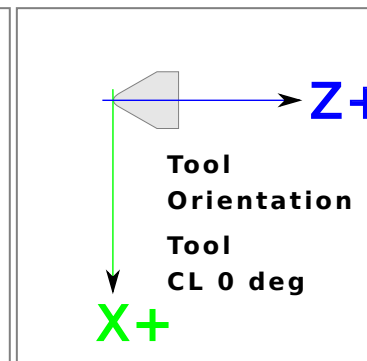 Z+
Tool
Orientation
Tool
CL 0 deg
X+